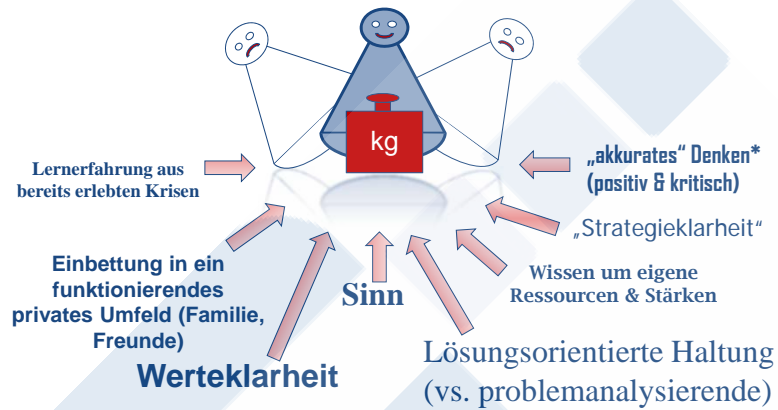 kg
Lernerfahrung aus
bereits erlebten Krisen
„akkurates“ Denken*
(positiv & kritisch)
„Strategieklarheit“
Einbettung in ein
funktionierendes
privates Umfeld (Familie,
Freunde)
Sinn
Wissen um eigene
Ressourcen & Stärken
Werteklarheit
Lösungsorientierte Haltung
(vs. problemanalysierende)